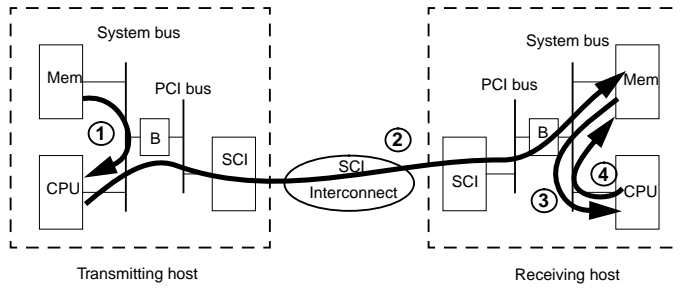 System bus
Mem
PCI bus
1
B
CPU
SCI
SCI
Interconnect
2
System bus
Mem
PCI bus
B
SCI
3
4
CPU
Transmitting host
Receiving host